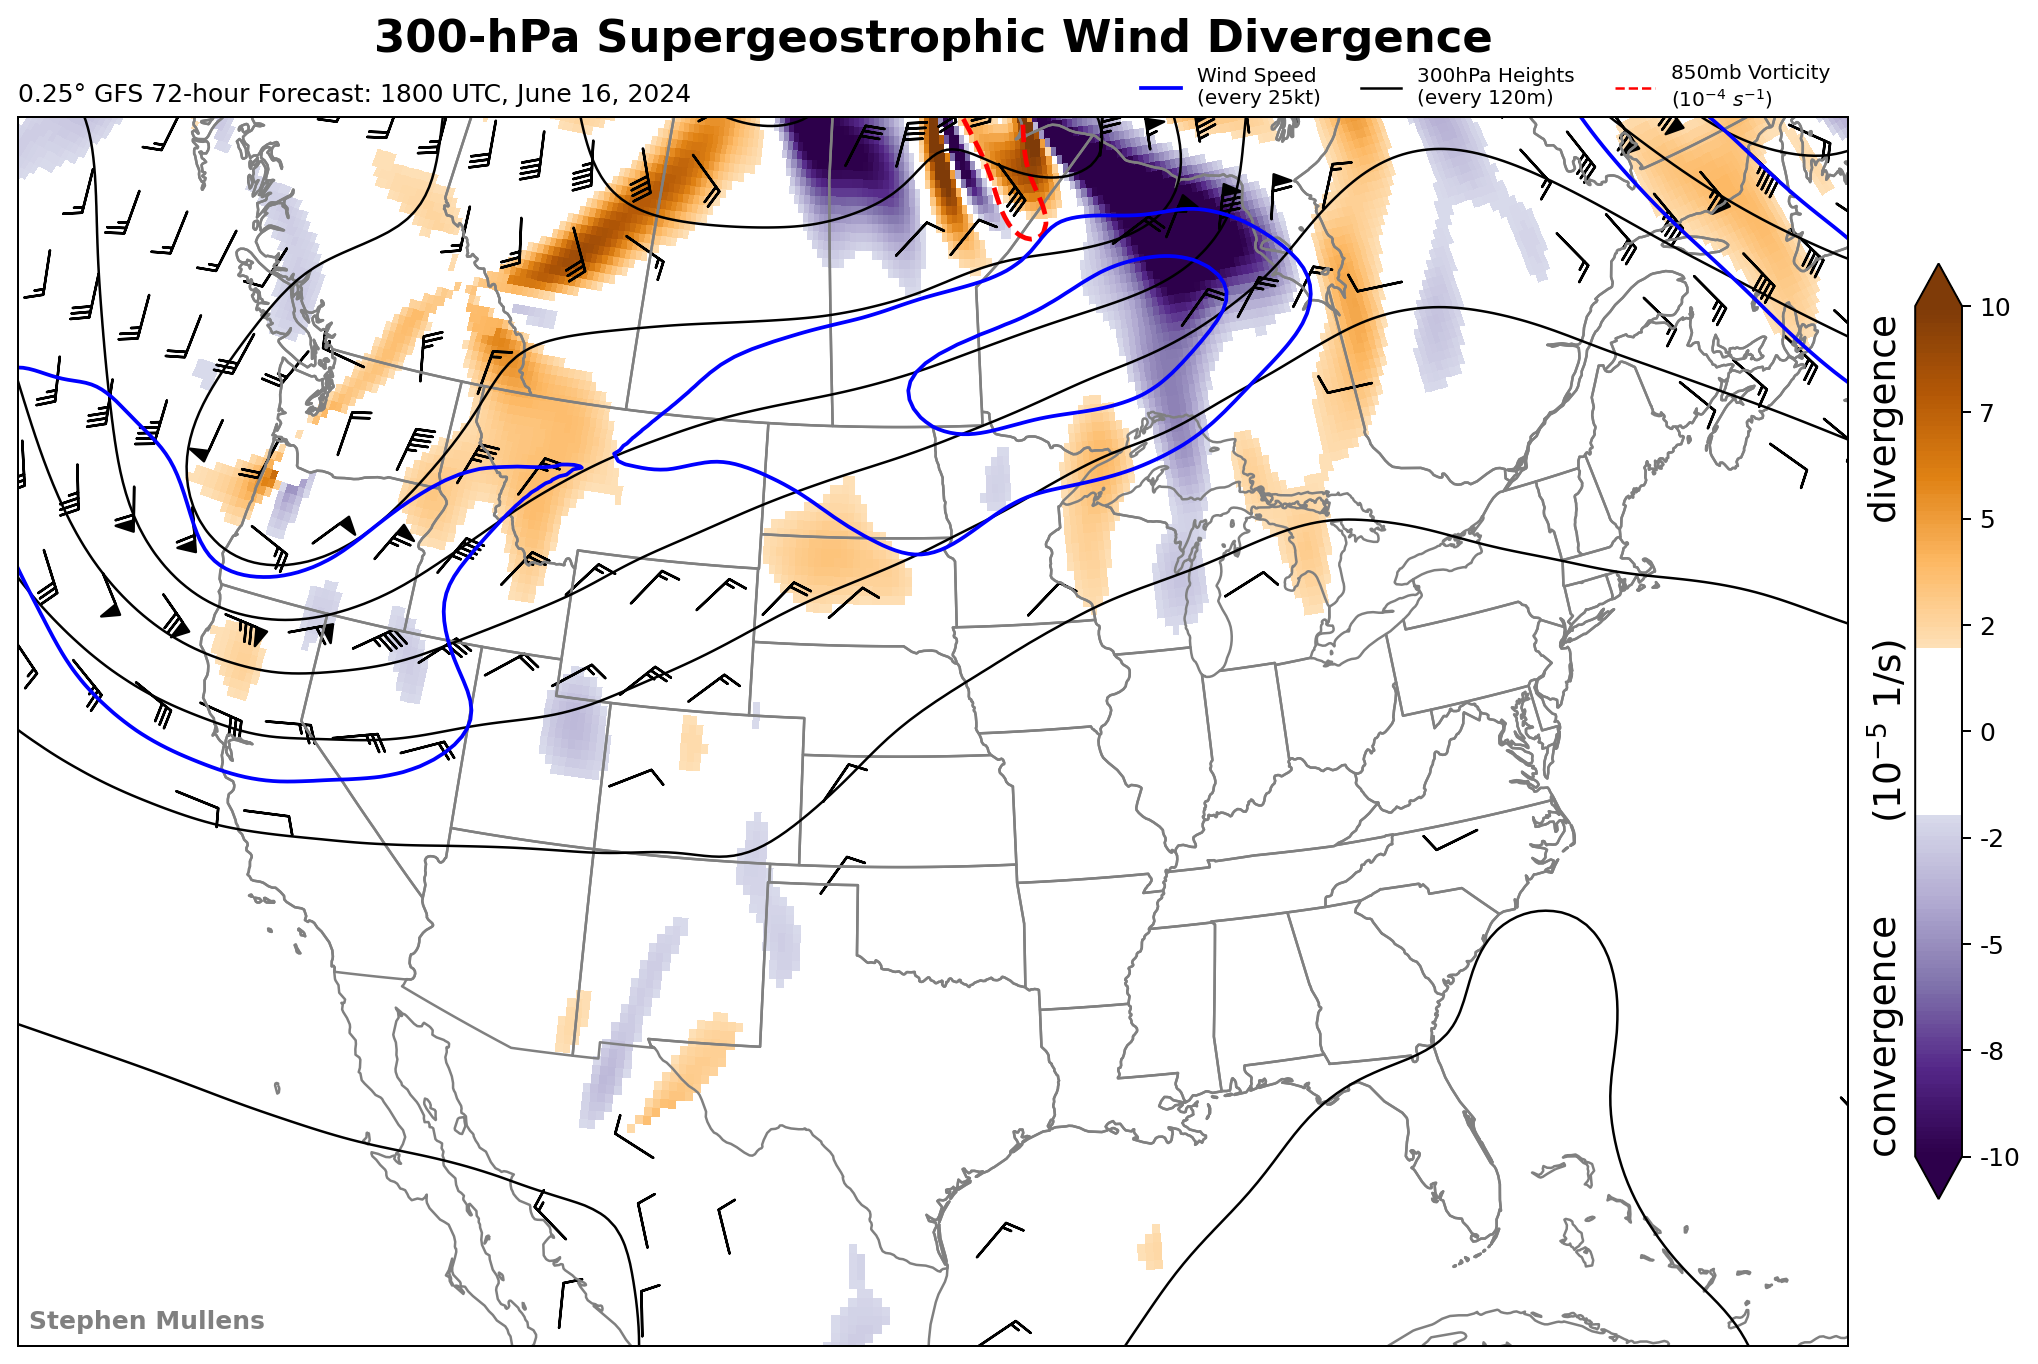 300-hPa Supergeostrophic Wind Divergence
0.25° GFS 72-hour Forecast: 1800 UTC, June 16, 2024
Wind Speed
(every 25kt)
300hPa Heights
(every 120m)
850mb Vorticity
(10⁻⁴ s⁻¹)
10
7
5
2
0
-2
-5
-8
-10
convergence (10⁻⁵ 1/s) divergence
Stephen Mullens